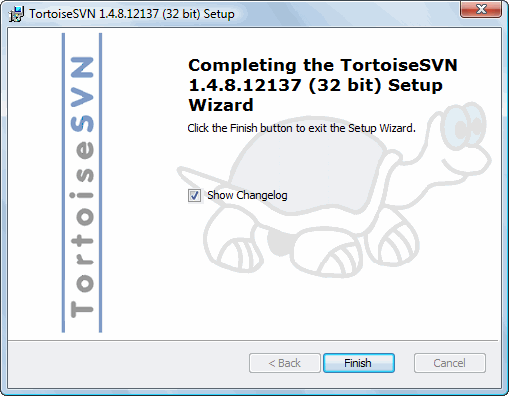 TortoiseSVN 1.4.8.12137 (32 bit) Setup
TortoiseSVN
Completing the TortoiseSVN
1.4.8.12137 (32 bit) Setup
Wizard
Click the Finish button to exit the Setup Wizard.
Show Changelog
< Back
Finish
Cancel